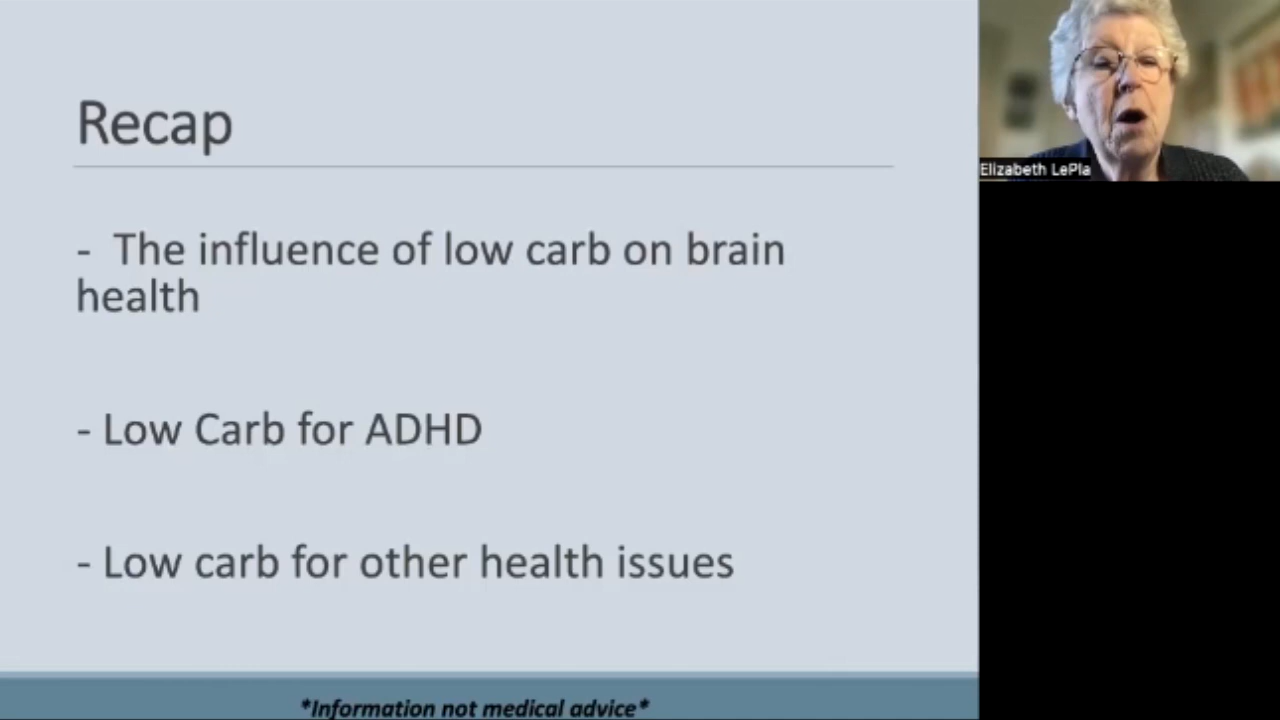 Recap
- The influence of low carb on brain
health
- Low Carb for ADHD
- Low carb for other health issues
*Information not medical advice*
Elizabeth LePla